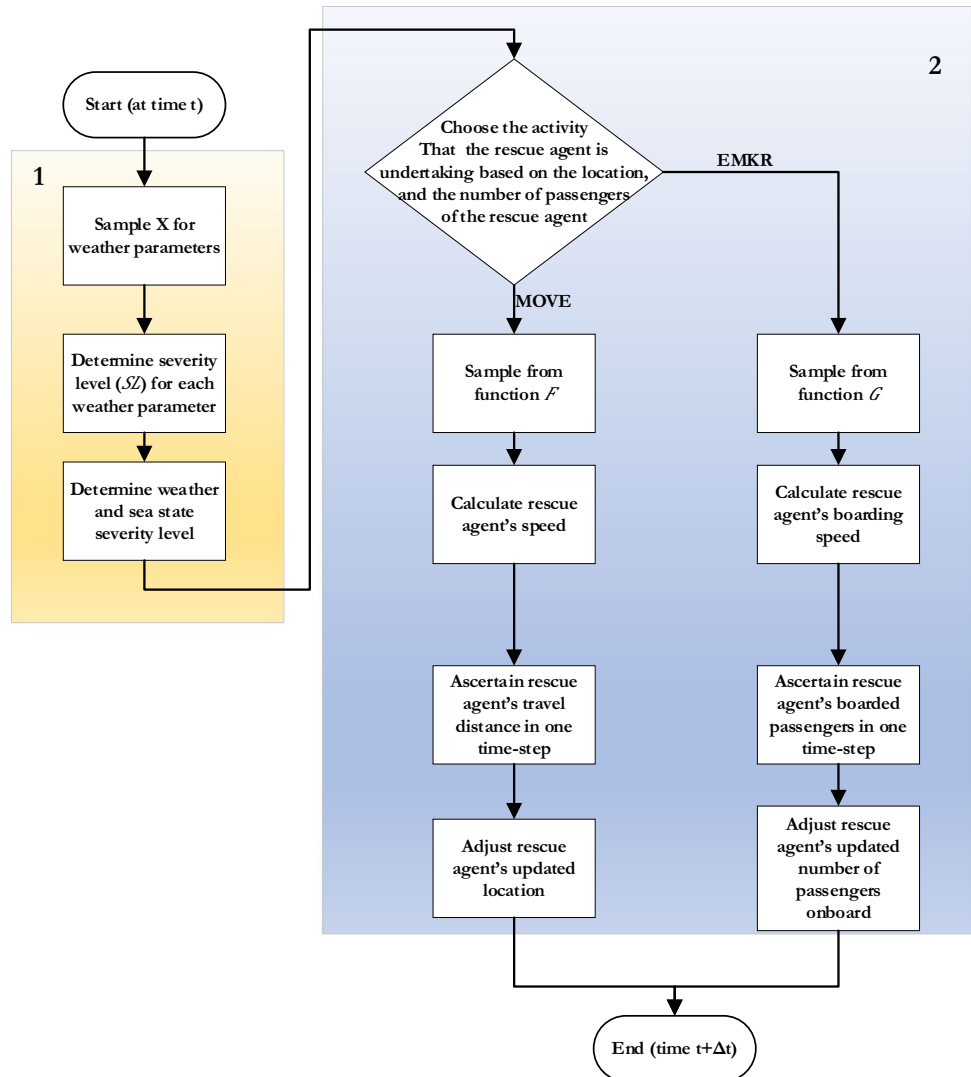 1
Start (at time t)
Sample X for
weather parameters
Determine severity
level (SL) for each
weather parameter
Determine weather
and sea state
severity level
2
Choose the activity
That the rescue agent is
undertaking based on the location,
and the number of passengers
of the rescue agent
EMKR
MOVE
Sample from
function F
Calculate rescue
agent's speed
Ascertain rescue
agent's travel
distance in one
time-step
Adjust rescue
agent's updated
location
Sample from
function G
Calculate rescue
agent's boarding
speed
Ascertain rescue
agent's boarded
passengers in one
time-step
Adjust rescue
agent's updated
number of
passengers
onboard
End (time t+Δt)